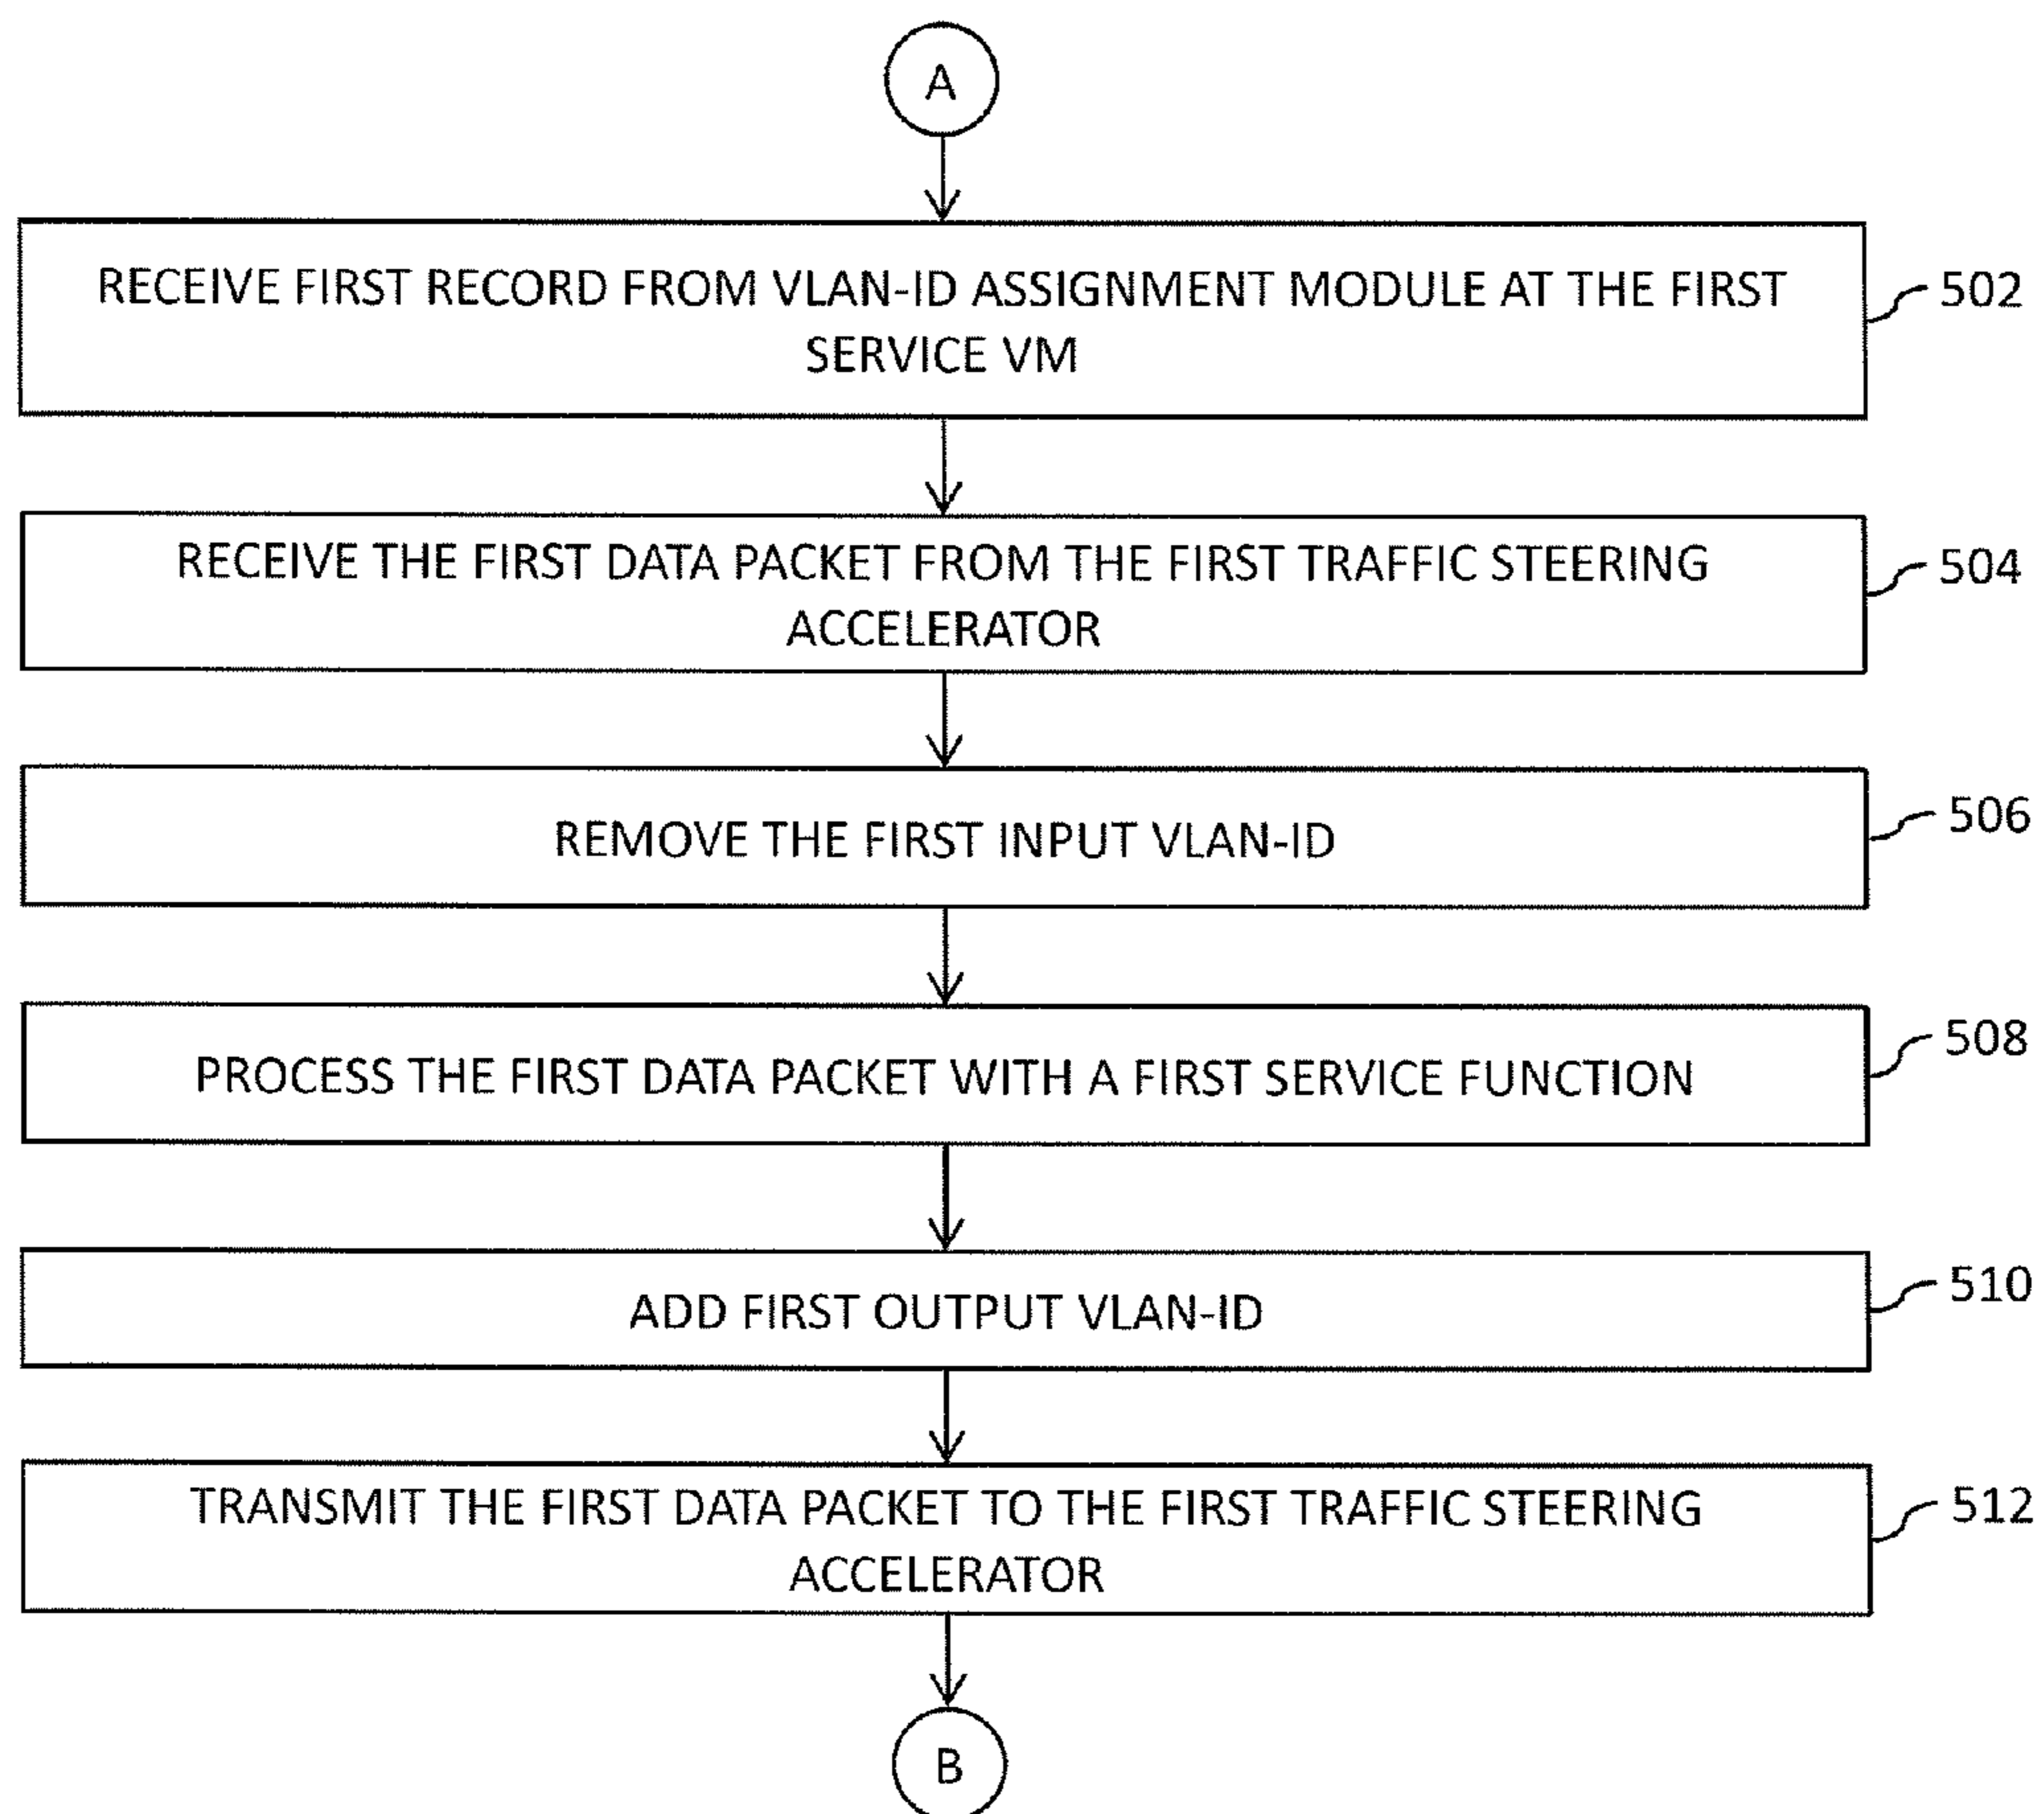 A
RECEIVE FIRST RECORD FROM VLAN-ID ASSIGNMENT MODULE AT THE FIRST
SERVICE VM
502
RECEIVE THE FIRST DATA PACKET FROM THE FIRST TRAFFIC STEERING
ACCELERATOR
504
REMOVE THE FIRST INPUT VLAN-ID
506
PROCESS THE FIRST DATA PACKET WITH A FIRST SERVICE FUNCTION
508
ADD FIRST OUTPUT VLAN-ID
510
TRANSMIT THE FIRST DATA PACKET TO THE FIRST TRAFFIC STEERING
ACCELERATOR
512
B